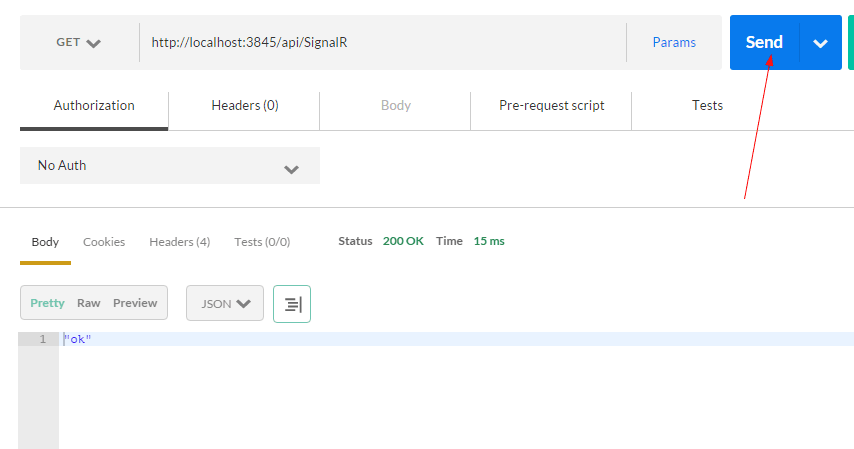 GET http://localhost:3845/api/SignalR Params Send
Authorization Headers (0) Body Pre-request script Tests
No Auth
Body Cookies Headers (4) Tests (0/0) Status 200 OK Time 15 ms
Pretty Raw Preview JSON
1 "ok"